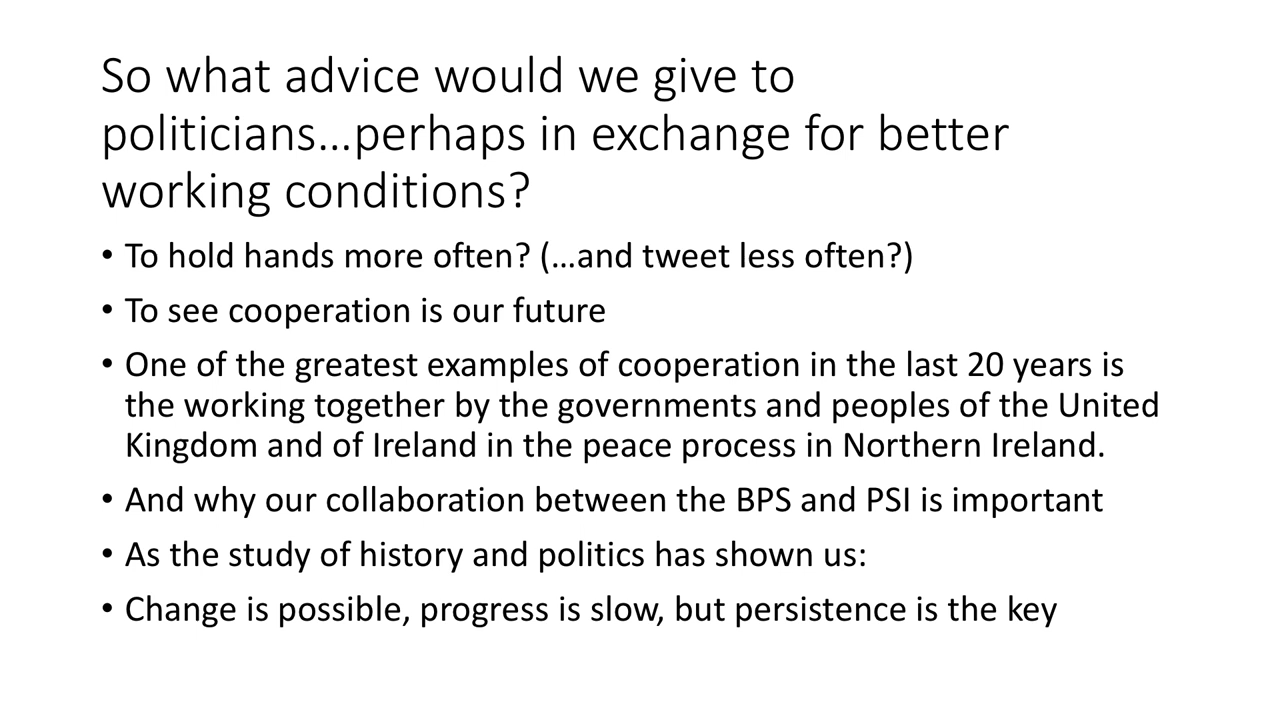 So what advice would we give to
politicians...perhaps in exchange for better
working conditions?
• To hold hands more often? (...and tweet less often?)
• To see cooperation is our future
• One of the greatest examples of cooperation in the last 20 years is
the working together by the governments and peoples of the United
Kingdom and of Ireland in the peace process in Northern Ireland.
• And why our collaboration between the BPS and PSI is important
• As the study of history and politics has shown us:
• Change is possible, progress is slow, but persistence is the key